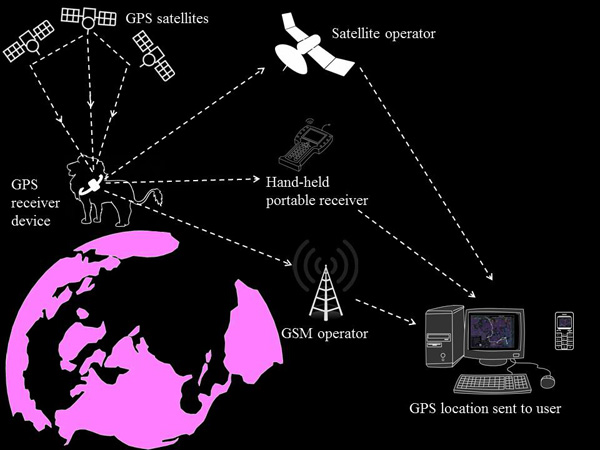 GPS satellites
Satellite operator
GPS
receiver
device
Hand-held
portable receiver
GSM operator
GPS location sent to user